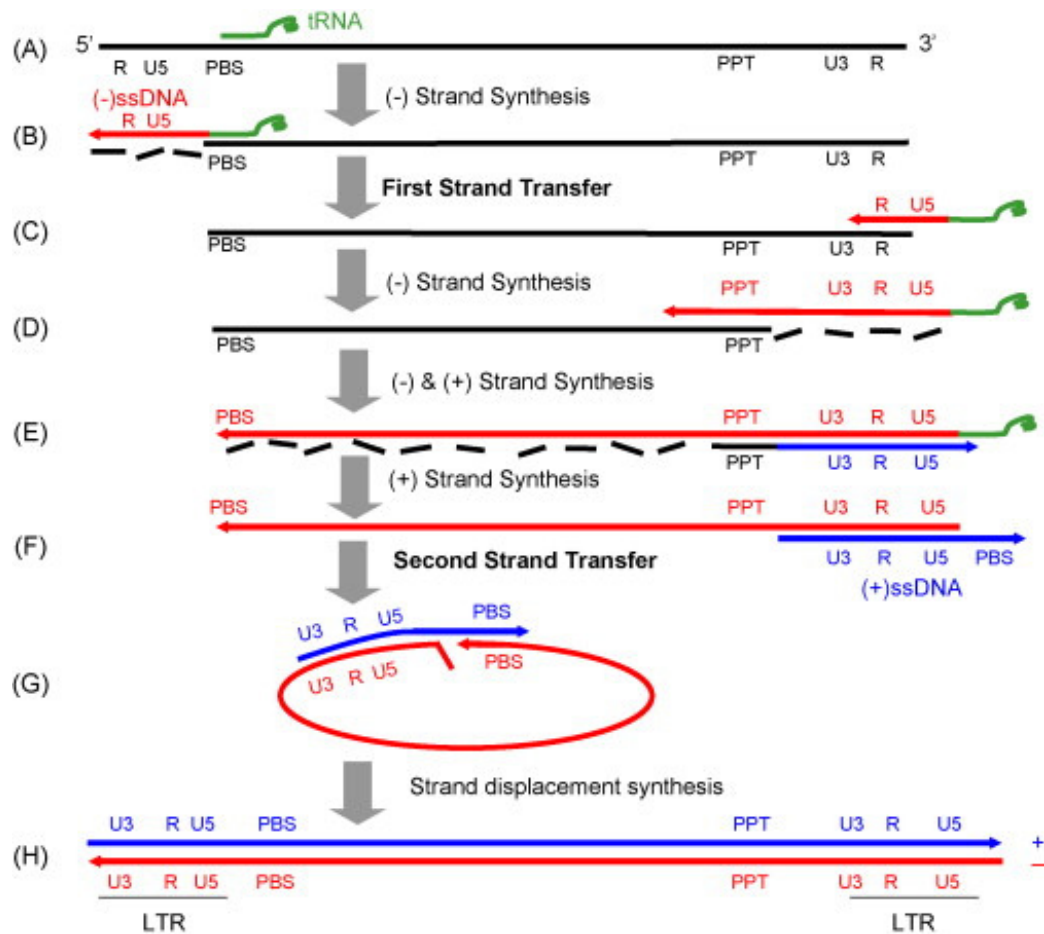 tRNA
(A) 5' 3'
R U5 PBS PPT U3 R
(-) Strand Synthesis
(-)ssDNA
R U5
(B)
PBS PPT U3 R
First Strand Transfer
R U5
(C)
PBS PPT U3 R
(-) Strand Synthesis
PPT U3 R U5
(D)
PBS PPT
(-) & (+) Strand Synthesis
PBS PPT U3 R U5
(E)
PPT U3 R U5
(+) Strand Synthesis
PBS PPT U3 R U5
(F)
U3 R U5 PBS
(+)ssDNA
Second Strand Transfer
U3 R U5 PBS
(G)
U3 R U5 PBS
Strand displacement synthesis
U3 R U5 PBS PPT U3 R U5
(H) +
–
U3 R U5 PBS PPT U3 R U5
LTR LTR